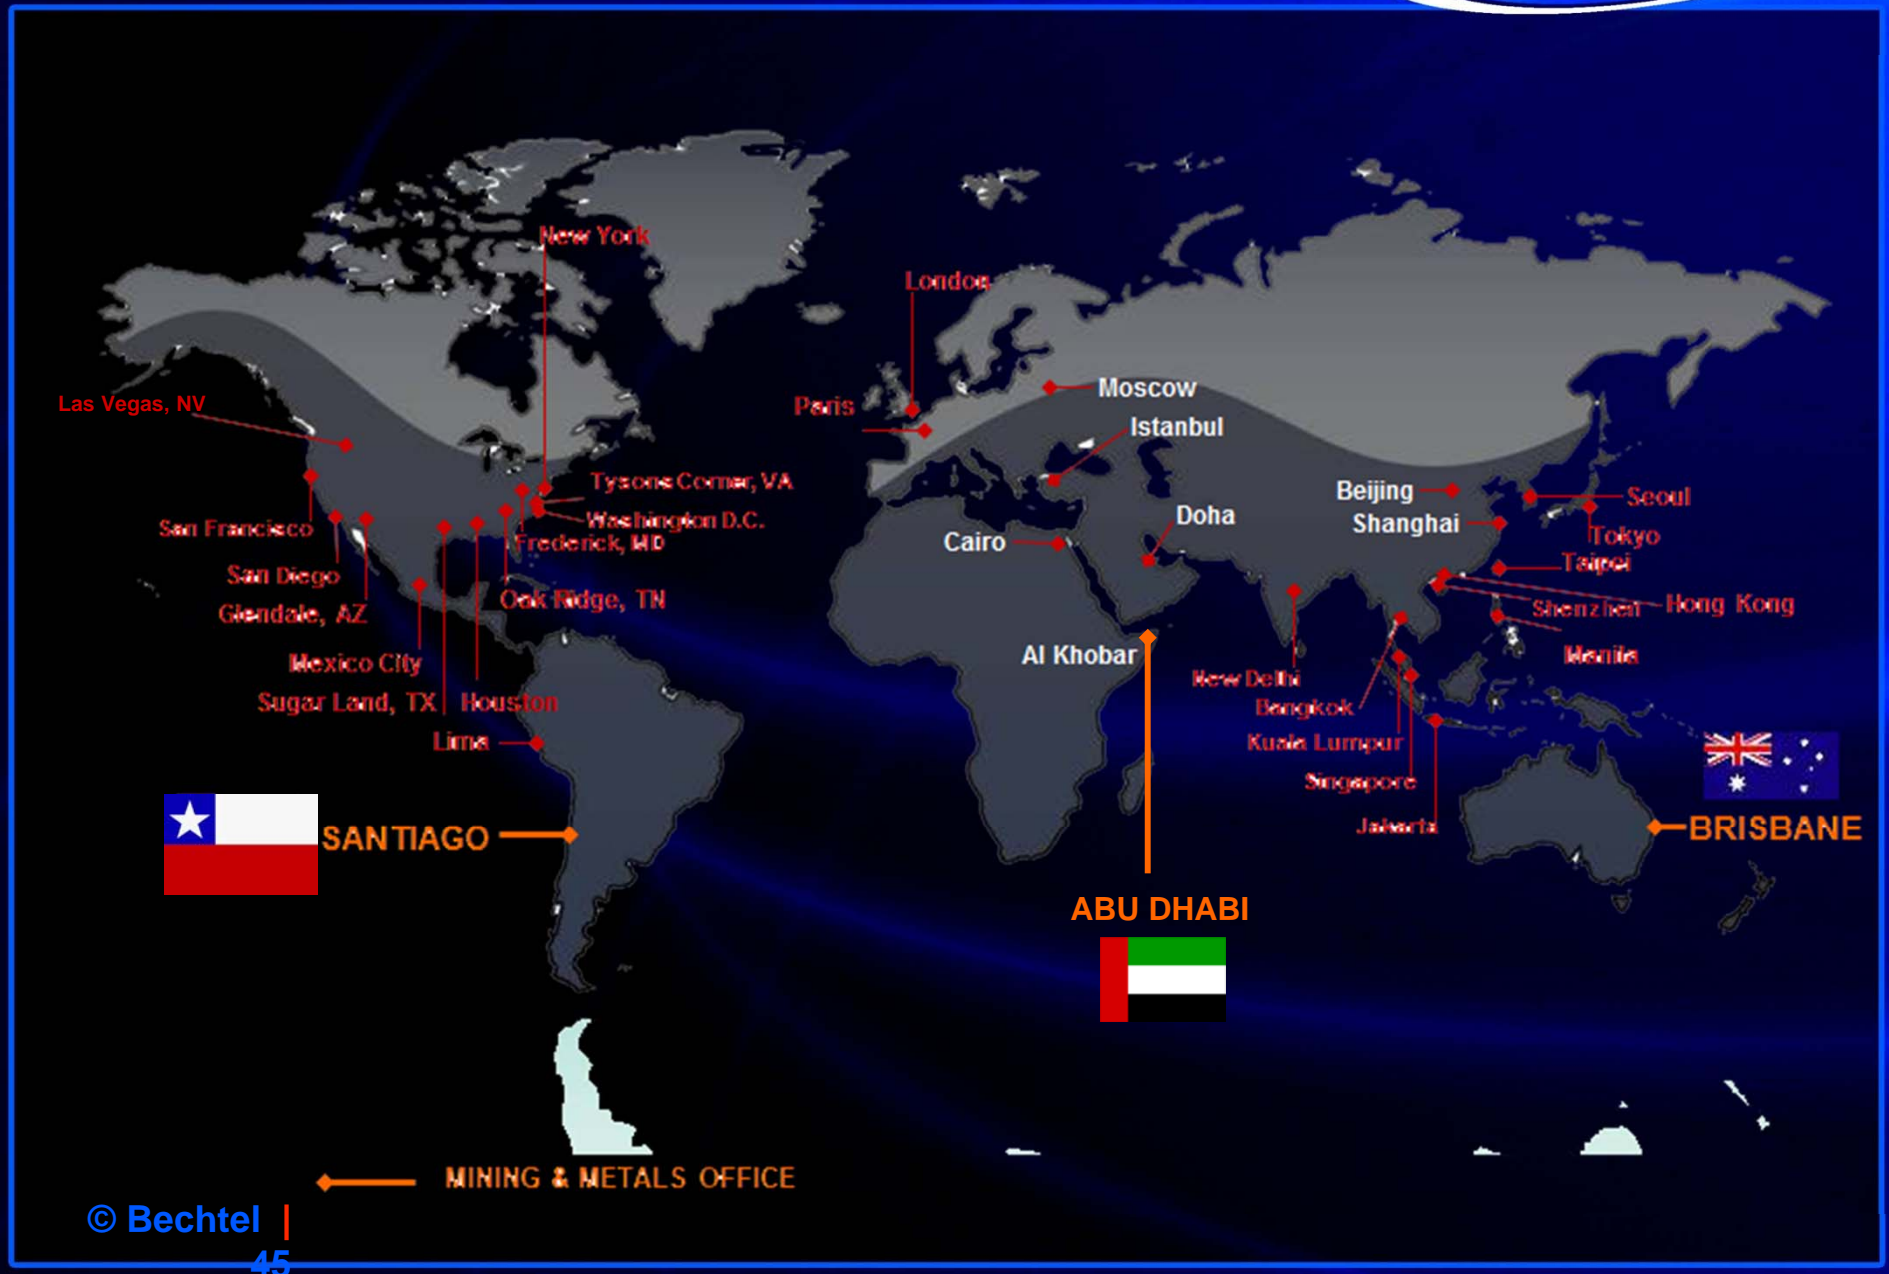 New York
London
Moscow
Las Vegas, NV
Paris
Istanbul
Tysons Corner, VA
Beijing
Seoul
Doha
Washington D.C.
Shanghai
San Francisco
Frederick, MD
Cairo
Tokyo
Taipei
San Diego
Oak Ridge, TN
Shenzhen
Hong Kong
Glendale, AZ
Al Khobar
Manila
Mexico City
New Delhi
Sugar Land, TX
Houston
Bangkok
Lima
Kuala Lumpur
Singapore
Jakarta
SANTIAGO
BRISBANE
ABU DHABI
MINING & METALS OFFICE
© Bechtel |
45